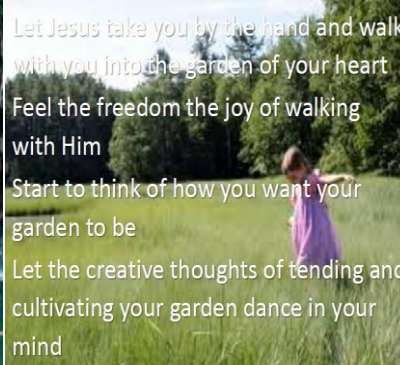 Let Jesus take you by the hand and walk
with you into the garden of your heart
Feel the freedom the joy of walking
with Him
Start to think of how you want your
garden to be
Let the creative thoughts of tending and
cultivating your garden dance in your
mind